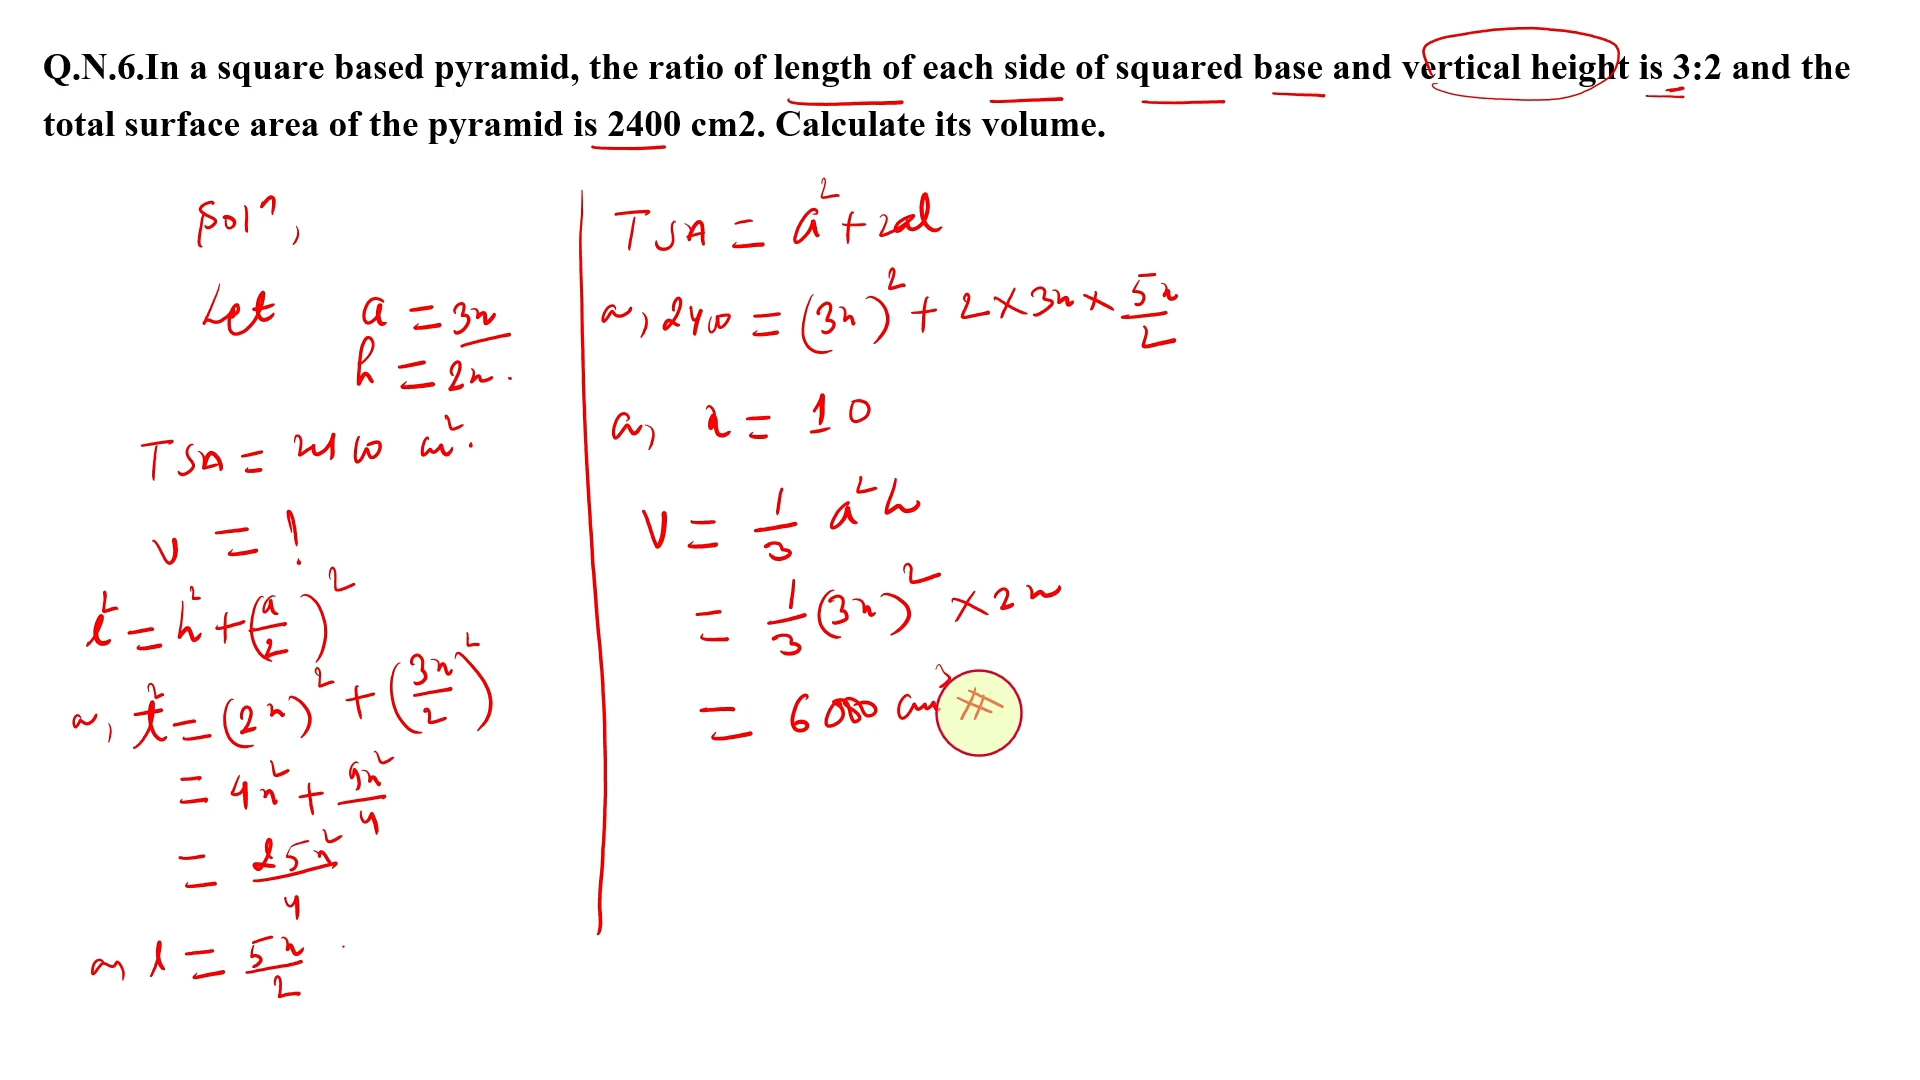 Q.N.6.In a square based pyramid, the ratio of length of each side of squared base and vertical height is 3:2 and the
total surface area of the pyramid is 2400 cm2. Calculate its volume.
Solⁿ,
Let a = 3x
h = 2x.
TSA = 2400 cm².
v = ?
l² = h² + (a/2)²
or, l² = (2x)² + (3x/2)²
= 4x² + 9x²/4
= 25x²/4
or, l = 5x/2
TSA = a² + 2al
or, 2400 = (3x)² + 2 × 3x × 5x/2
or, x = 10
V = 1/3 a²h
= 1/3 (3x)² × 2x
= 6000 cm³ #